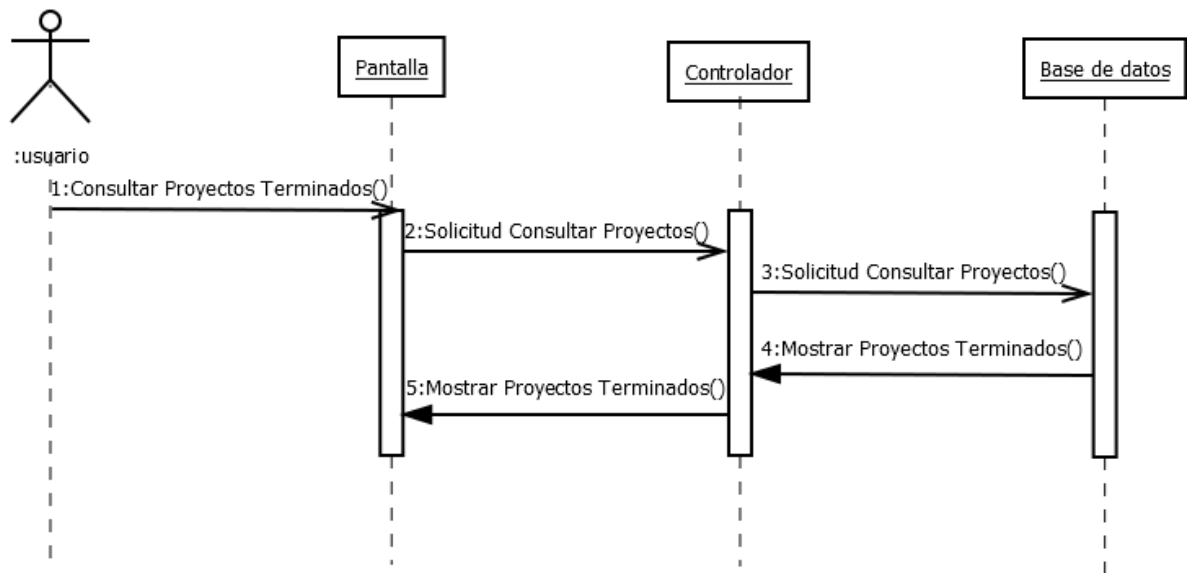 Pantalla
Controlador
Base de datos
:usuario
1:Consultar Proyectos Terminados()
2:Solicitud Consultar Proyectos()
3:Solicitud Consultar Proyectos()
4:Mostrar Proyectos Terminados()
5:Mostrar Proyectos Terminados()